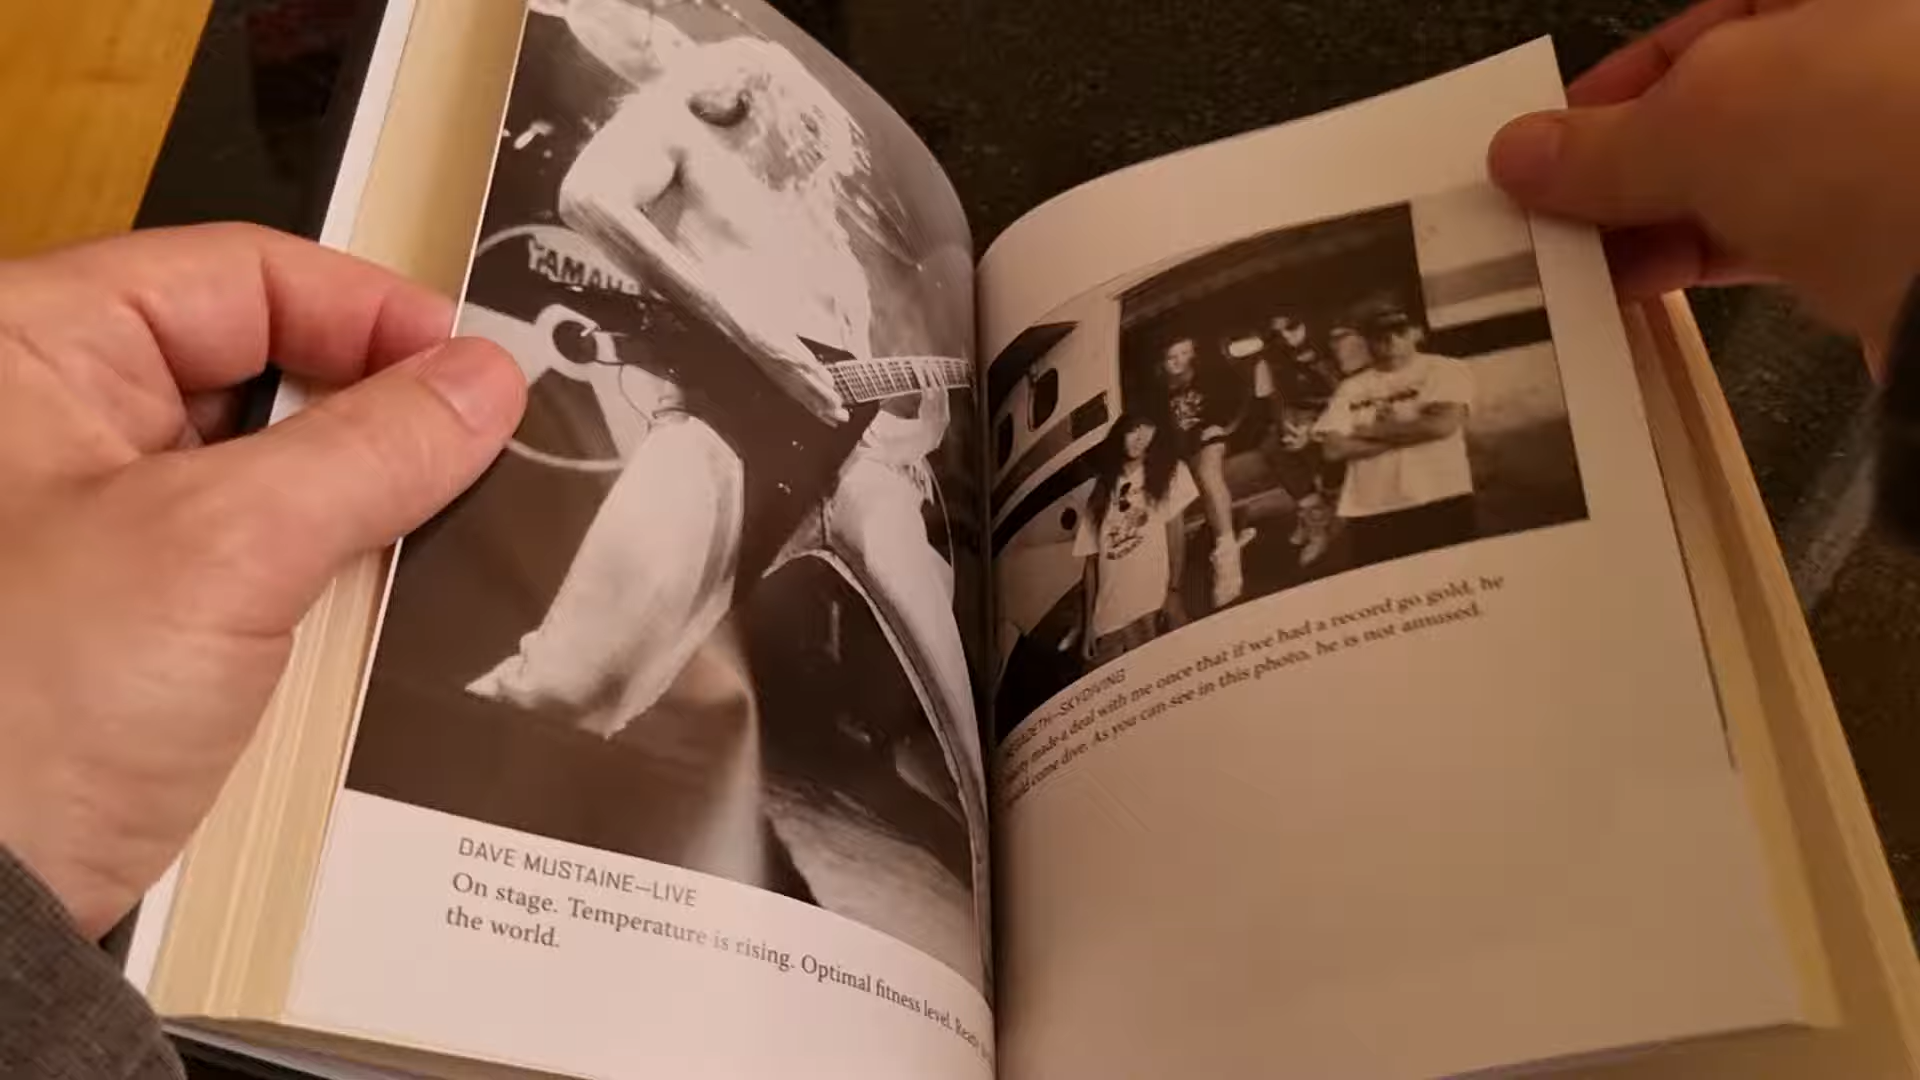 YAMAH
DAVE MUSTAINE—LIVE
On stage. Temperature is rising. Optimal fitness level. Ready
the world.
MEGADETH—SKYDIVING
made a deal with me once that if we had a record go gold, he
would come dive. As you can see in this photo, he is not amused.